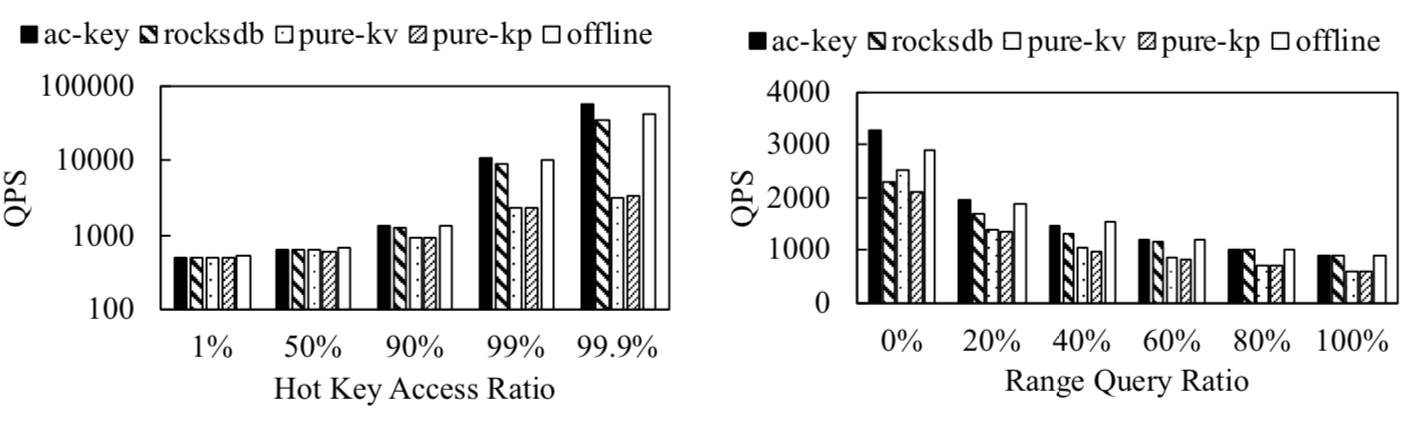 ac-key rocksdb pure-kv pure-kp offline
100000
10000
1000
100
QPS
1% 50% 90% 99% 99.9%
Hot Key Access Ratio
ac-key rocksdb pure-kv pure-kp offline
4000
3000
2000
1000
0
QPS
0% 20% 40% 60% 80% 100%
Range Query Ratio